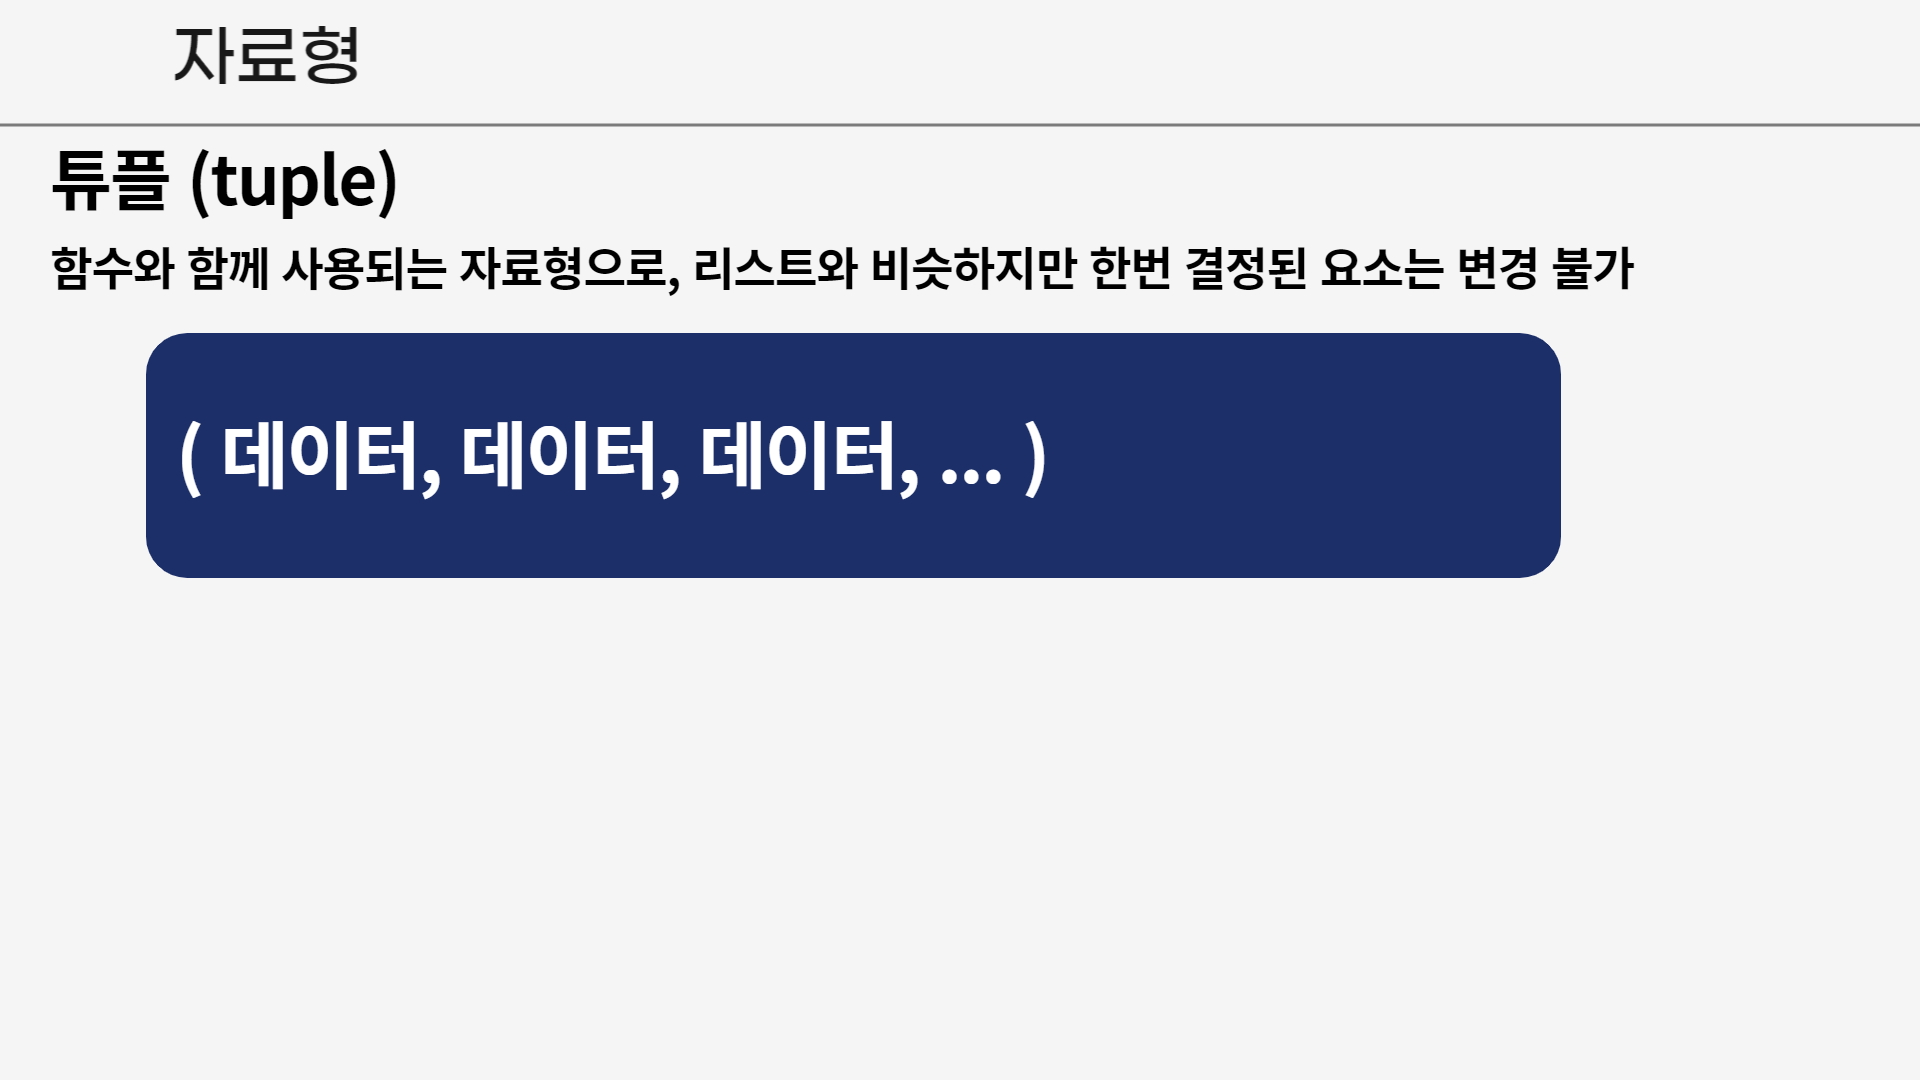 자료형
튜플 (tuple)
함수와 함께 사용되는 자료형으로, 리스트와 비슷하지만 한번 결정된 요소는 변경 불가
( 데이터, 데이터, 데이터, ... )